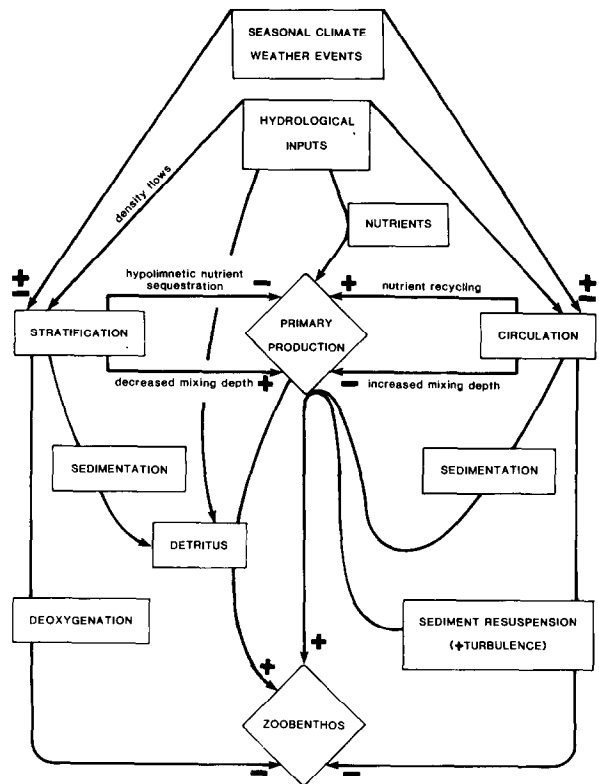 SEASONAL CLIMATE
WEATHER EVENTS
HYDROLOGICAL
INPUTS
density flows
NUTRIENTS
+
−
hypolimnetic nutrient
sequestration
−
+
nutrient recycling
+
−
STRATIFICATION
PRIMARY
PRODUCTION
CIRCULATION
decreased mixing depth
+
−
increased mixing depth
SEDIMENTATION
SEDIMENTATION
DETRITUS
DEOXYGENATION
SEDIMENT RESUSPENSION
(+TURBULENCE)
+
+
ZOOBENTHOS
−
−